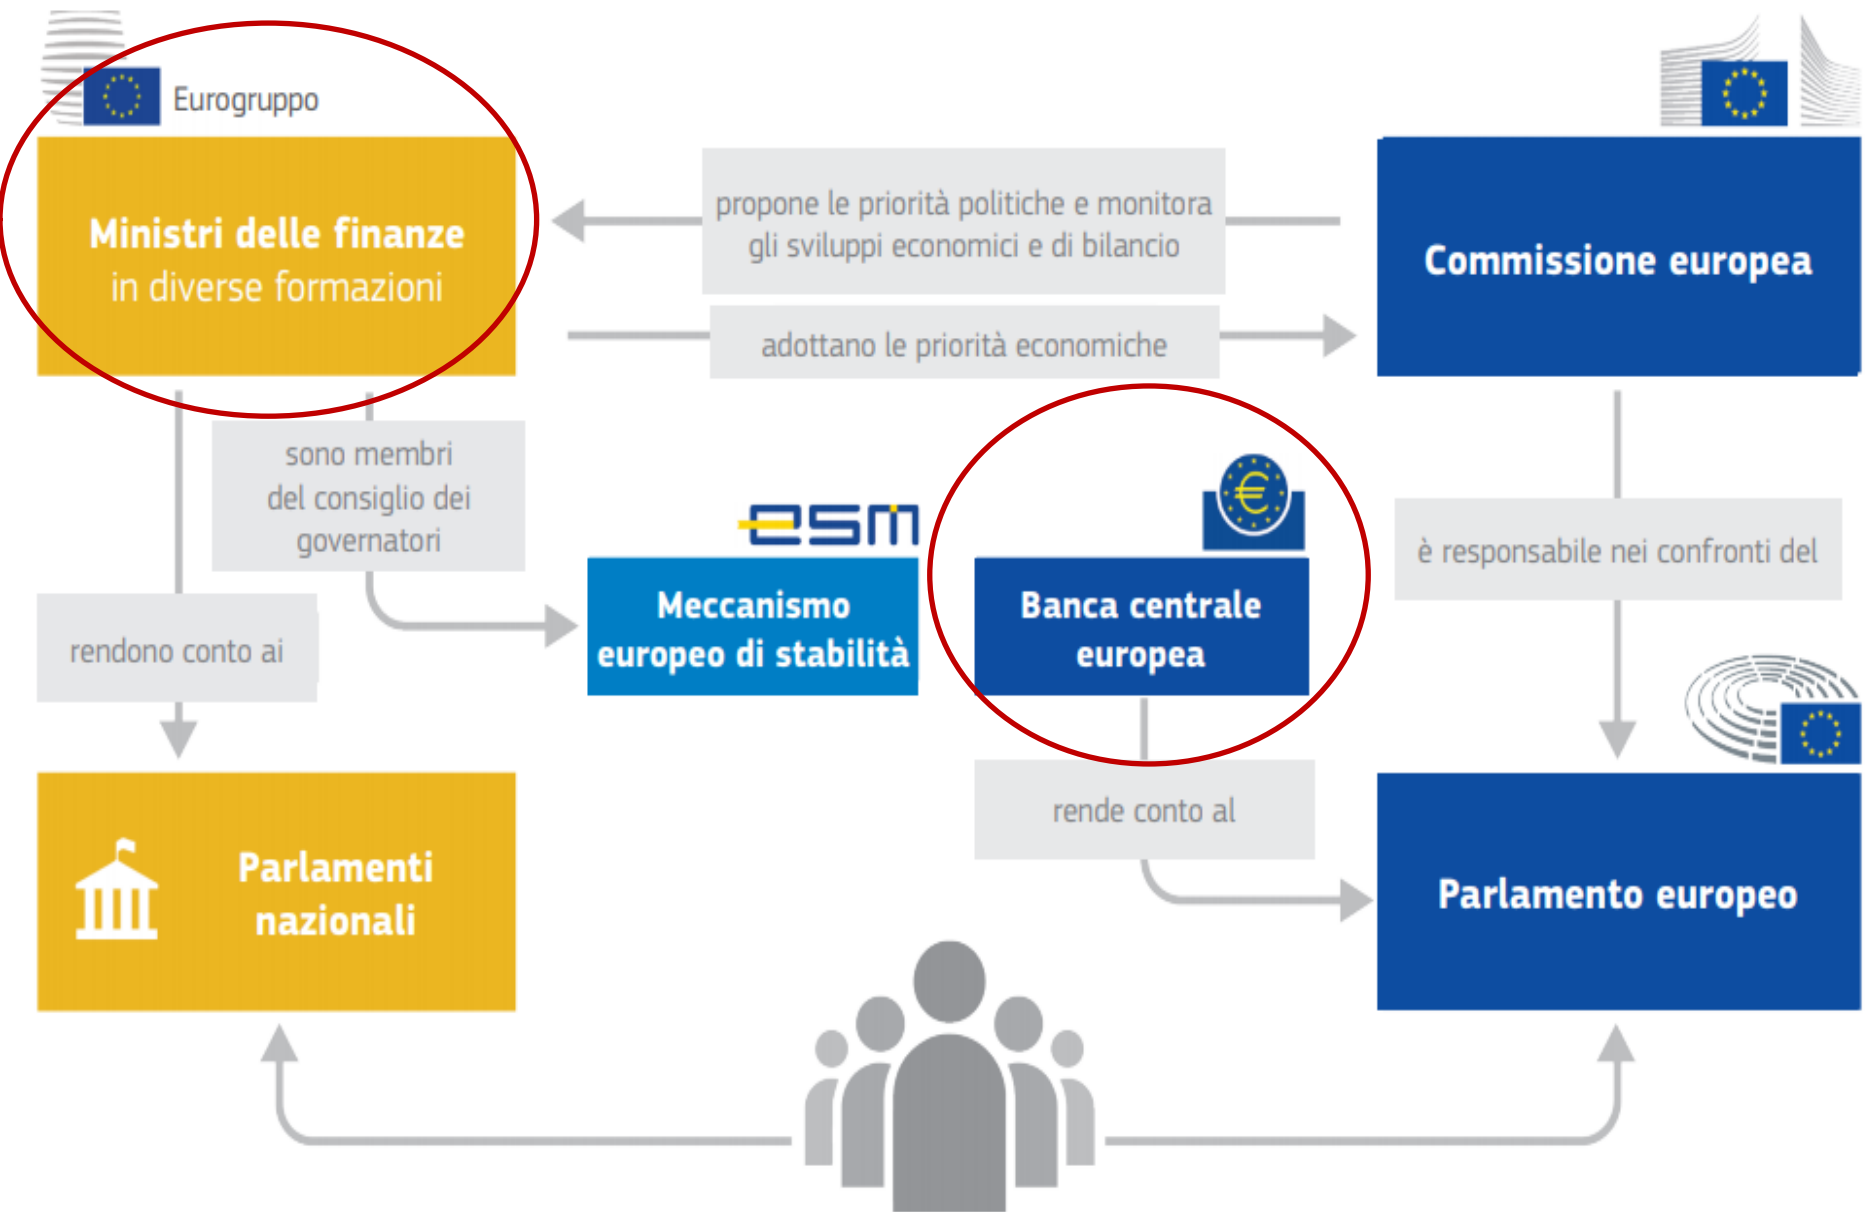 Eurogruppo
Ministri delle finanze
in diverse formazioni
propone le priorità politiche e monitora
gli sviluppi economici e di bilancio
adottano le priorità economiche
Commissione europea
sono membri
del consiglio dei
governatori
rendono conto ai
esm
Meccanismo
europeo di stabilità
€
Banca centrale
europea
è responsabile nei confronti del
rende conto al
Parlamenti
nazionali
Parlamento europeo